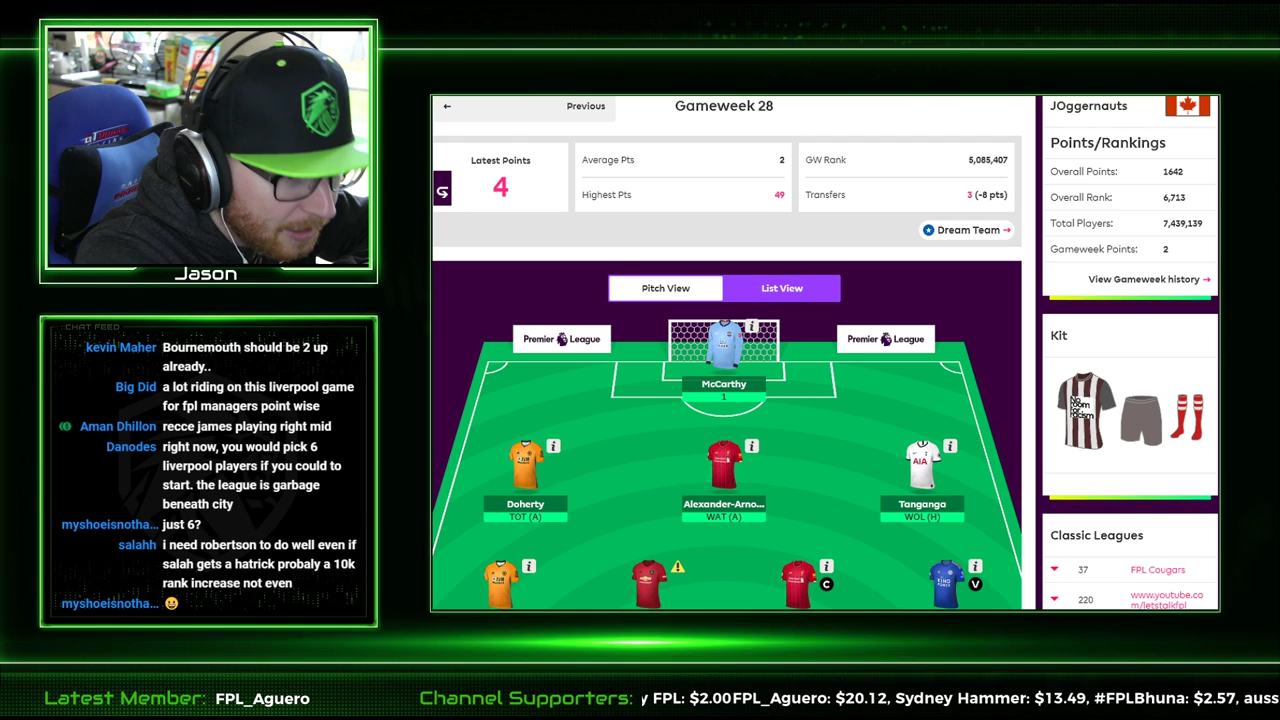 Jason
CHAT FEED
kevin Maher Bournemouth should be 2 up
already..
Big Did a lot riding on this liverpool game
for fpl managers point wise
Aman Dhillon recce james playing right mid
Danodes right now, you would pick 6
liverpool players if you could to
start. the league is garbage
beneath city
myshoeisnotha... just 6?
salahh i need robertson to do well even if
salah gets a hatrick probaly a 10k
rank increase not even
myshoeisnotha... 😀
← Previous
Gameweek 28
Latest Points
4
Average Pts 2
Highest Pts 49
GW Rank 5,085,407
Transfers 3 (-8 pts)
Dream Team →
Pitch View
List View
Premier League
Premier League
McCarthy
1
Doherty
TOT (A)
Alexander-Arno...
WAT (A)
AIA
Tanganga
WOL (H)
C
V
JOggernauts
Points/Rankings
Overall Points: 1642
Overall Rank: 6,713
Total Players: 7,439,139
Gameweek Points: 2
View Gameweek history →
Kit
No
room
for
racism
Classic Leagues
37 FPL Cougars
220 www.youtube.co
m/letstalkfpl
Latest Member: FPL_Aguero
Channel Supporters: y FPL: $2.00FPL_Aguero: $20.12, Sydney Hammer: $13.49, #FPLBhuna: $2.57, auss